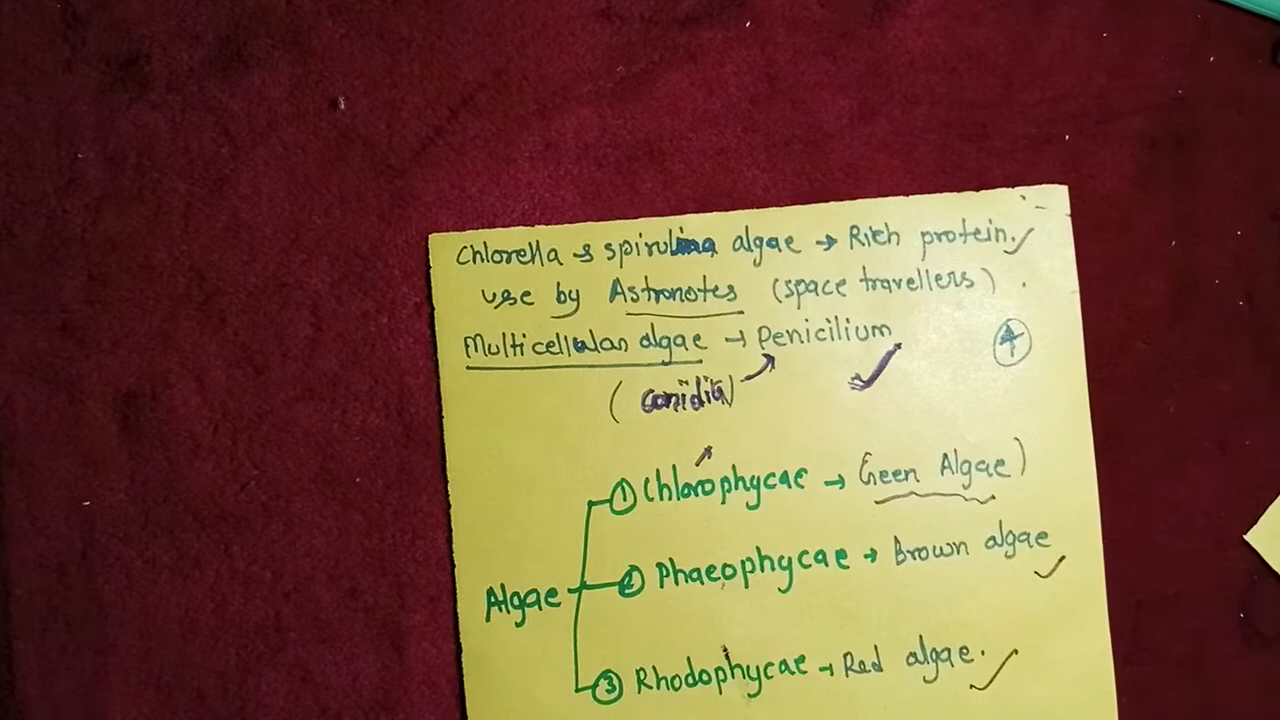 Chlorella & spirulina algae → Rich protein.
use by Astronotes (space travellers).
Multicellular algae → Penicilium
(conidia)
① Chlorophycae → Geen Algae)
Algae ② Phaeophycae → Brown algae
③ Rhodophycae → Red algae.